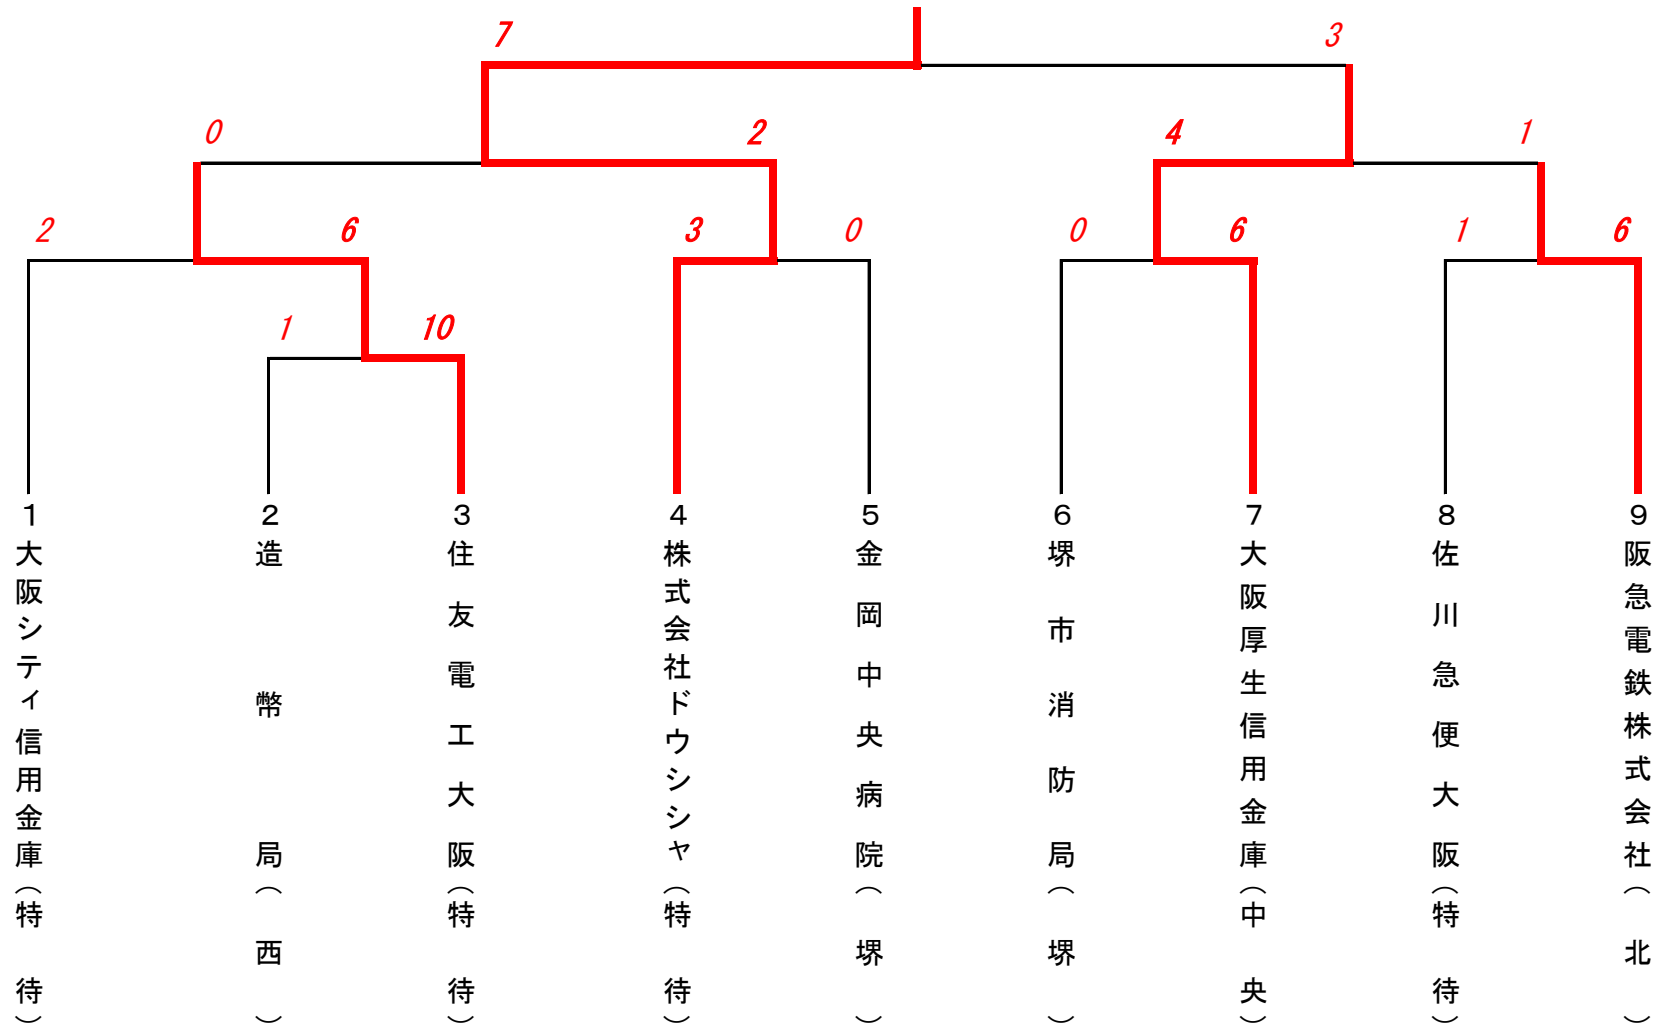 7 3
0 2 4 1
2 6 3 0 0 6 1 6
1 10
1 2 3 4 5 6 7 8 9
大阪シティ信用金庫(特待)
造幣局(西)
住友電工大阪(特待)
株式会社ドウシシャ(特待)
金岡中央病院(堺)
堺市消防局(堺)
大阪厚生信用金庫(中央)
佐川急便大阪(特待)
阪急電鉄株式会社(北)